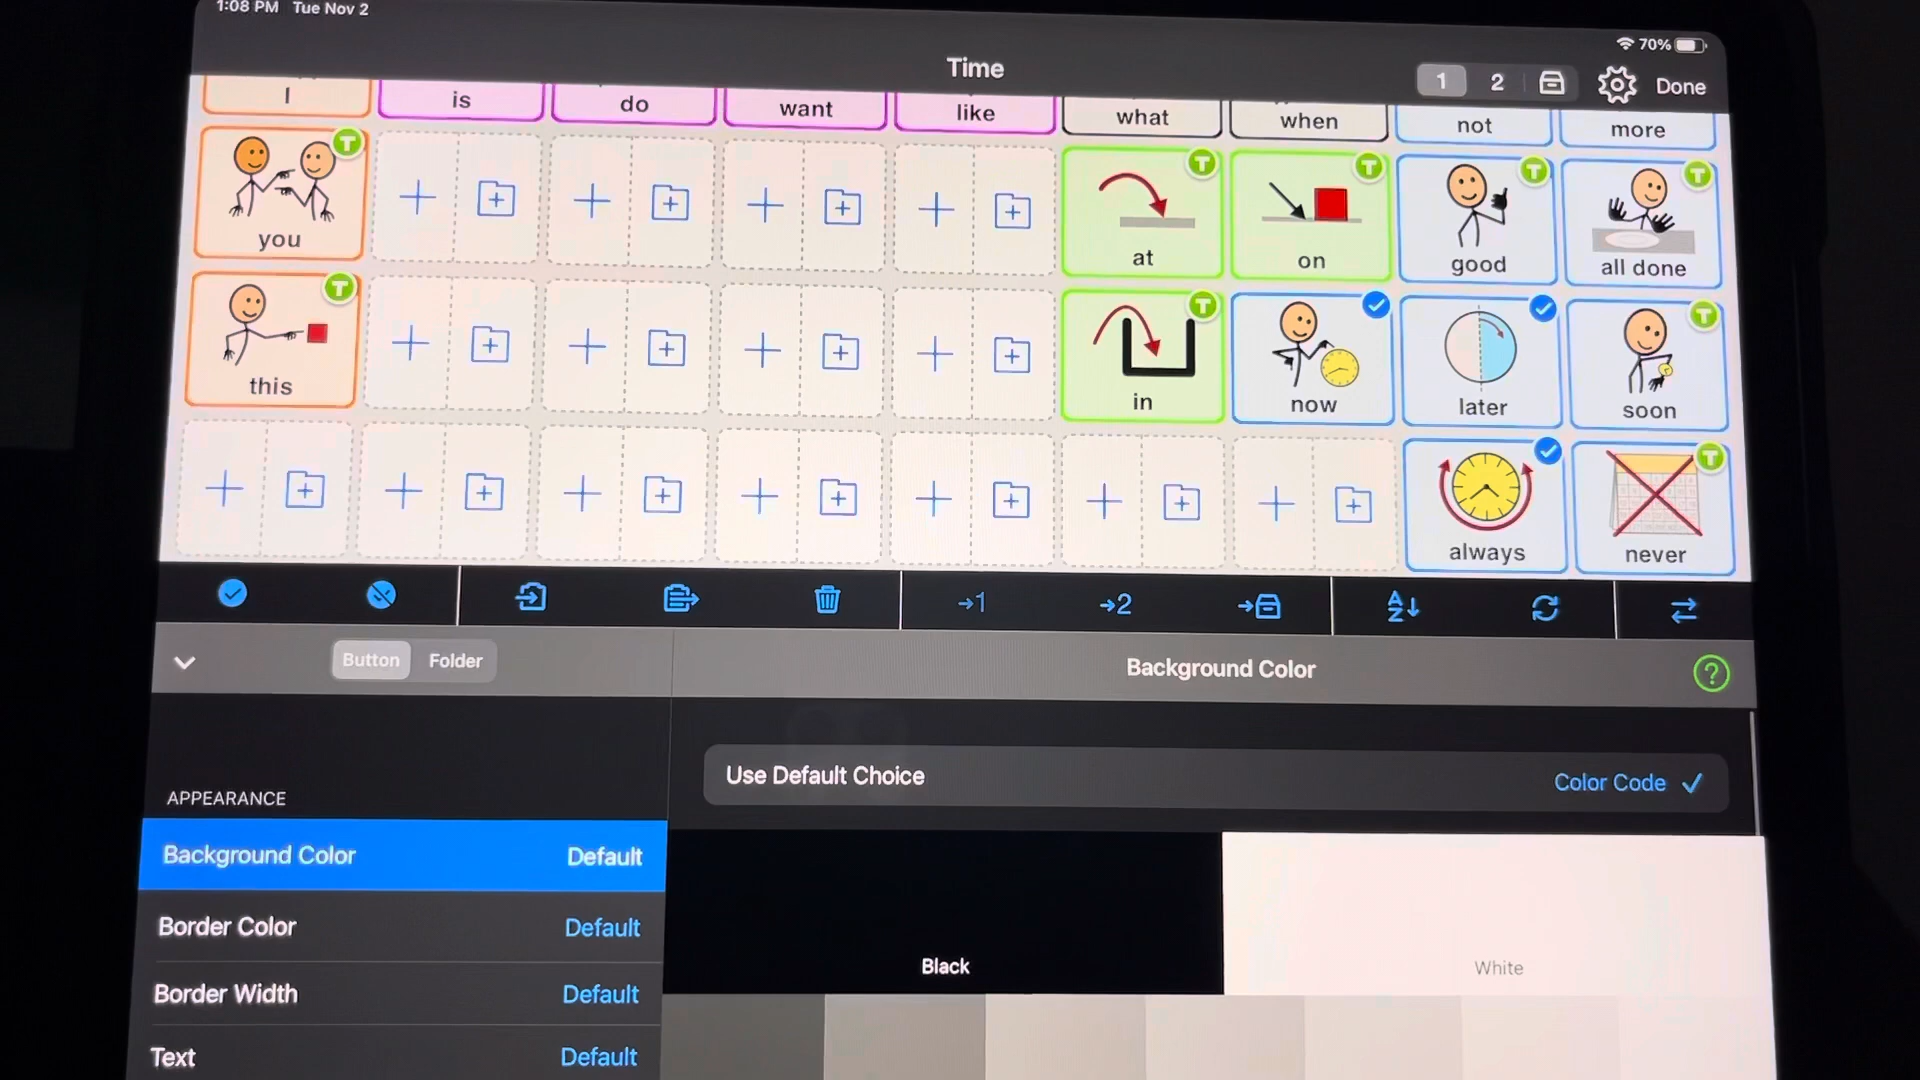 1:08 PM Tue Nov 2
70%
Time
1 2
Done
I is do want like what when not more
T T T T T
you at on good all done
T T T
this in now later soon
T
always never
→1 →2
A
Z
Button Folder
Background Color
?
Use Default Choice Color Code
APPEARANCE
Background Color Default
Border Color Default
Black White
Border Width Default
Text Default